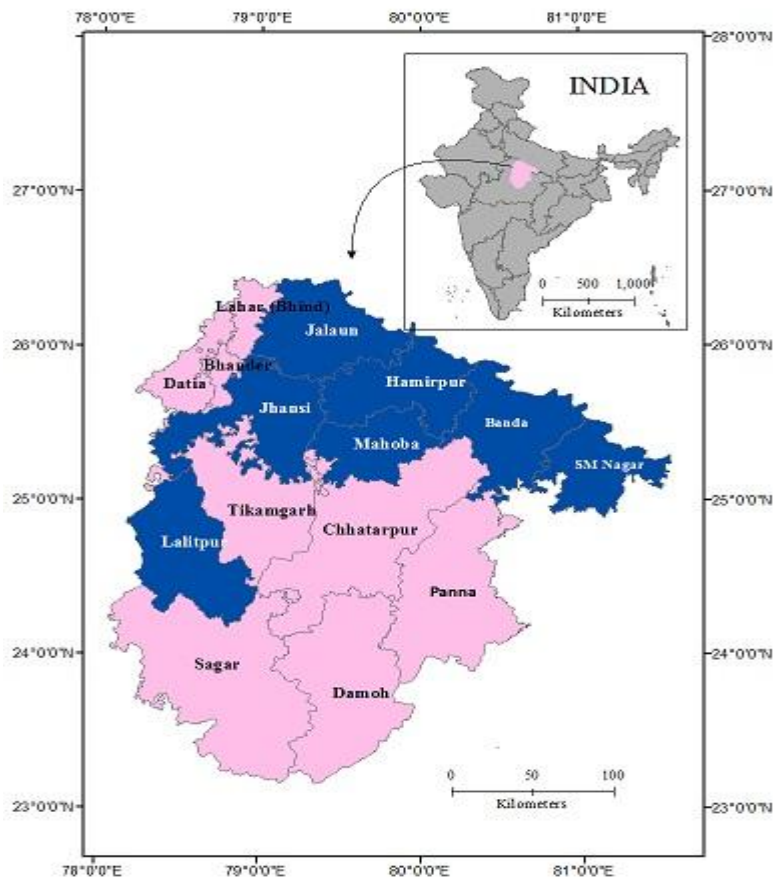 78°0'0"E 79°0'0"E 80°0'0"E 81°0'0"E
28°0'0"N
INDIA
27°0'0"N 27°0'0"N
0 500 1,000
Kilometers
Lahar (Bhind)
Jalaun
26°0'0"N 26°0'0"N
Bhander
Datia
Hamirpur
Jhansi
Banda
Mahoba
SM Nagar
25°0'0"N 25°0'0"N
Tikamgarh
Chhatarpur
Lalitpur
Panna
24°0'0"N 24°0'0"N
Sagar
Damoh
0 50 100
Kilometers
23°0'0"N 23°0'0"N
78°0'0"E 79°0'0"E 80°0'0"E 81°0'0"E